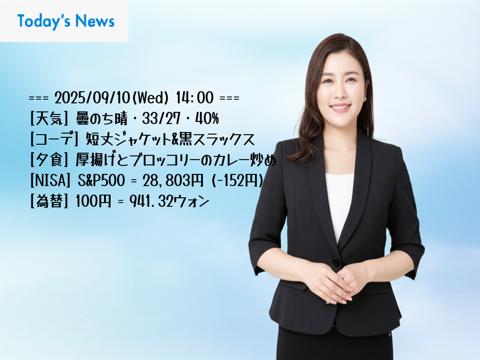 Today's News
=== 2025/09/10(Wed) 14:00 ===
[天気] 曇のち晴・33/27・40%
[コーデ] 短丈ジャケット&黒スラックス
[夕食] 厚揚げとブロッコリーのカレー炒め
[NISA] S&P500 = 28,803円 (-152円)
[為替] 100円 = 941.32ウォン